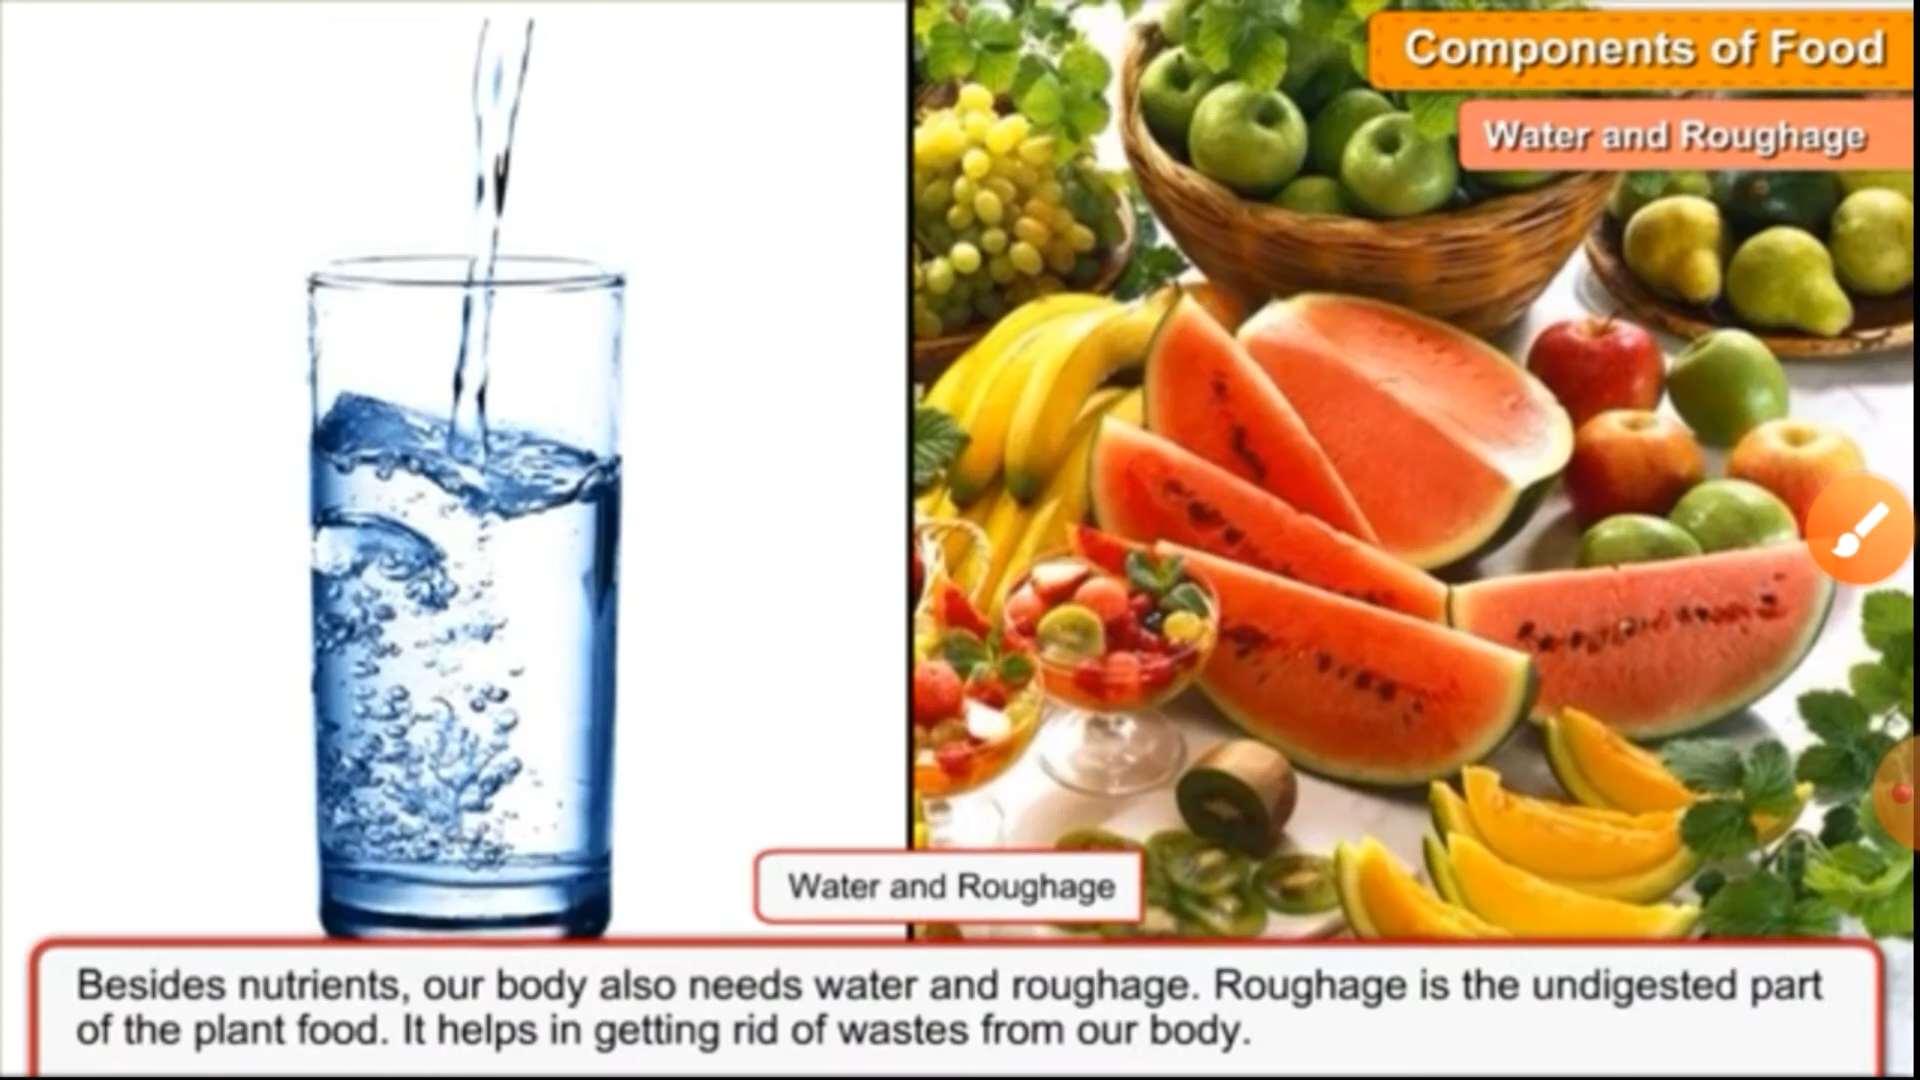 Components of Food
Water and Roughage
Water and Roughage
Besides nutrients, our body also needs water and roughage. Roughage is the undigested part
of the plant food. It helps in getting rid of wastes from our body.